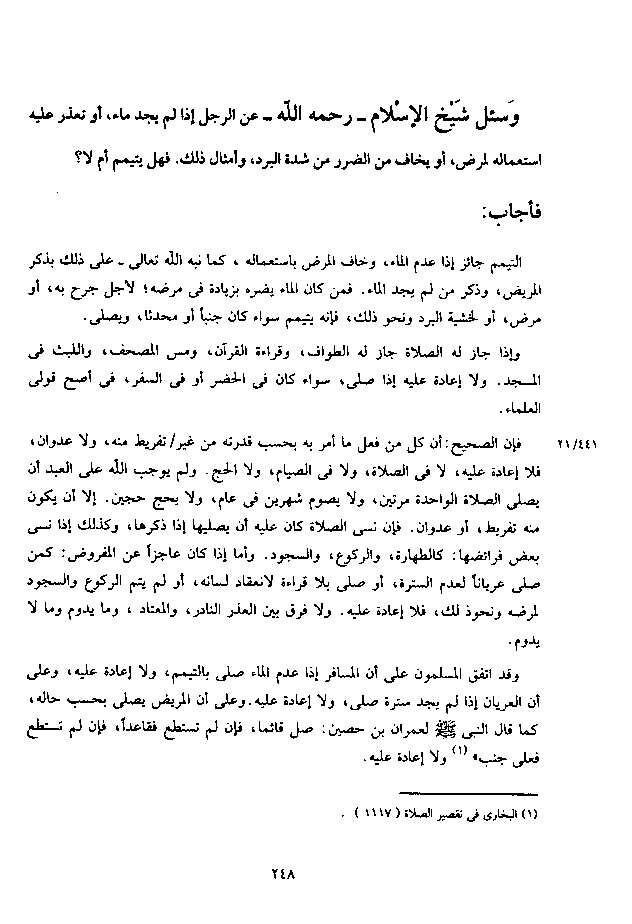 وَسئل شَيْخ الإسْلام ـ رحمه اللّه ـ عن الرجل إذا لم يجد ماء، أو تعذر عليه
استعماله لمرض، أو يخاف من الضرر من شدة البرد، وأمثال ذلك. فهل يتيمم أم لا؟
فأجاب:
التيمم جائز إذا عدم الماء، وخاف المرض باستعماله ، كما نبه اللّه تعالى ـ على ذلك بذكر
المريض، وذكر من لم يجد الماء. فمن كان الماء يضره بزيادة فى مرضه؛ لأجل جرح به، أو
مرض، أو لخشية البرد ونحو ذلك، فإنه يتيمم سواء كان جنباً أو محدثا، ويصلى.
وإذا جاز له الصلاة جاز له الطواف، وقراءة القرآن، ومس المصحف، واللبث فى
المسجد. ولا إعادة عليه إذا صلى، سواء كان فى الحضر أو فى السفر، فى أصح قولى
العلماء.
فإن الصحيح: أن كل من فعل ما أمر به بحسب قدرته من غير/ تفريط منه، ولا عدوان، ٢١/٤٤١
فلا إعادة عليه، لا فى الصلاة، ولا فى الصيام، ولا الحج. ولم يوجب اللّه على العبد أن
يصلى الصلاة الواحدة مرتين، ولا يصوم شهرين فى عام، ولا يحج حجين. إلا أن يكون
منه تفريط، أو عدوان. فإن نسى الصلاة كان عليه أن يصليها إذا ذكرها، وكذلك إذا نسى
بعض فرائضها: كالطهارة، والركوع، والسجود. وأما إذا كان عاجزاً عن المفروض: كمن
صلى عرياناً لعدم السترة، أو صلى بلا قراءة لانعقاد لسانه، أو لم يتم الركوع والسجود
لمرضه ونحوذ لك، فلا إعادة عليه. ولا فرق بين العذر النادر، والمعتاد ، وما يدوم وما لا
يدوم.
وقد اتفق المسلمون على أن المسافر إذا عدم الماء صلى بالتيمم، ولا إعادة عليه، وعلى
أن العريان إذا لم يجد سترة صلى، ولا إعادة عليه.وعلى أن المريض يصلى بحسب حاله،
كما قال النبى ﷺ لعمران بن حصين: صل قائما، فإن لم تستطع فقاعداً، فإن لم تستطع
فعلى جنب» (١) ولا إعادة عليه.
(١) البخارى فى تقصير الصلاة ( ١١١٧ ) .
٢٤٨